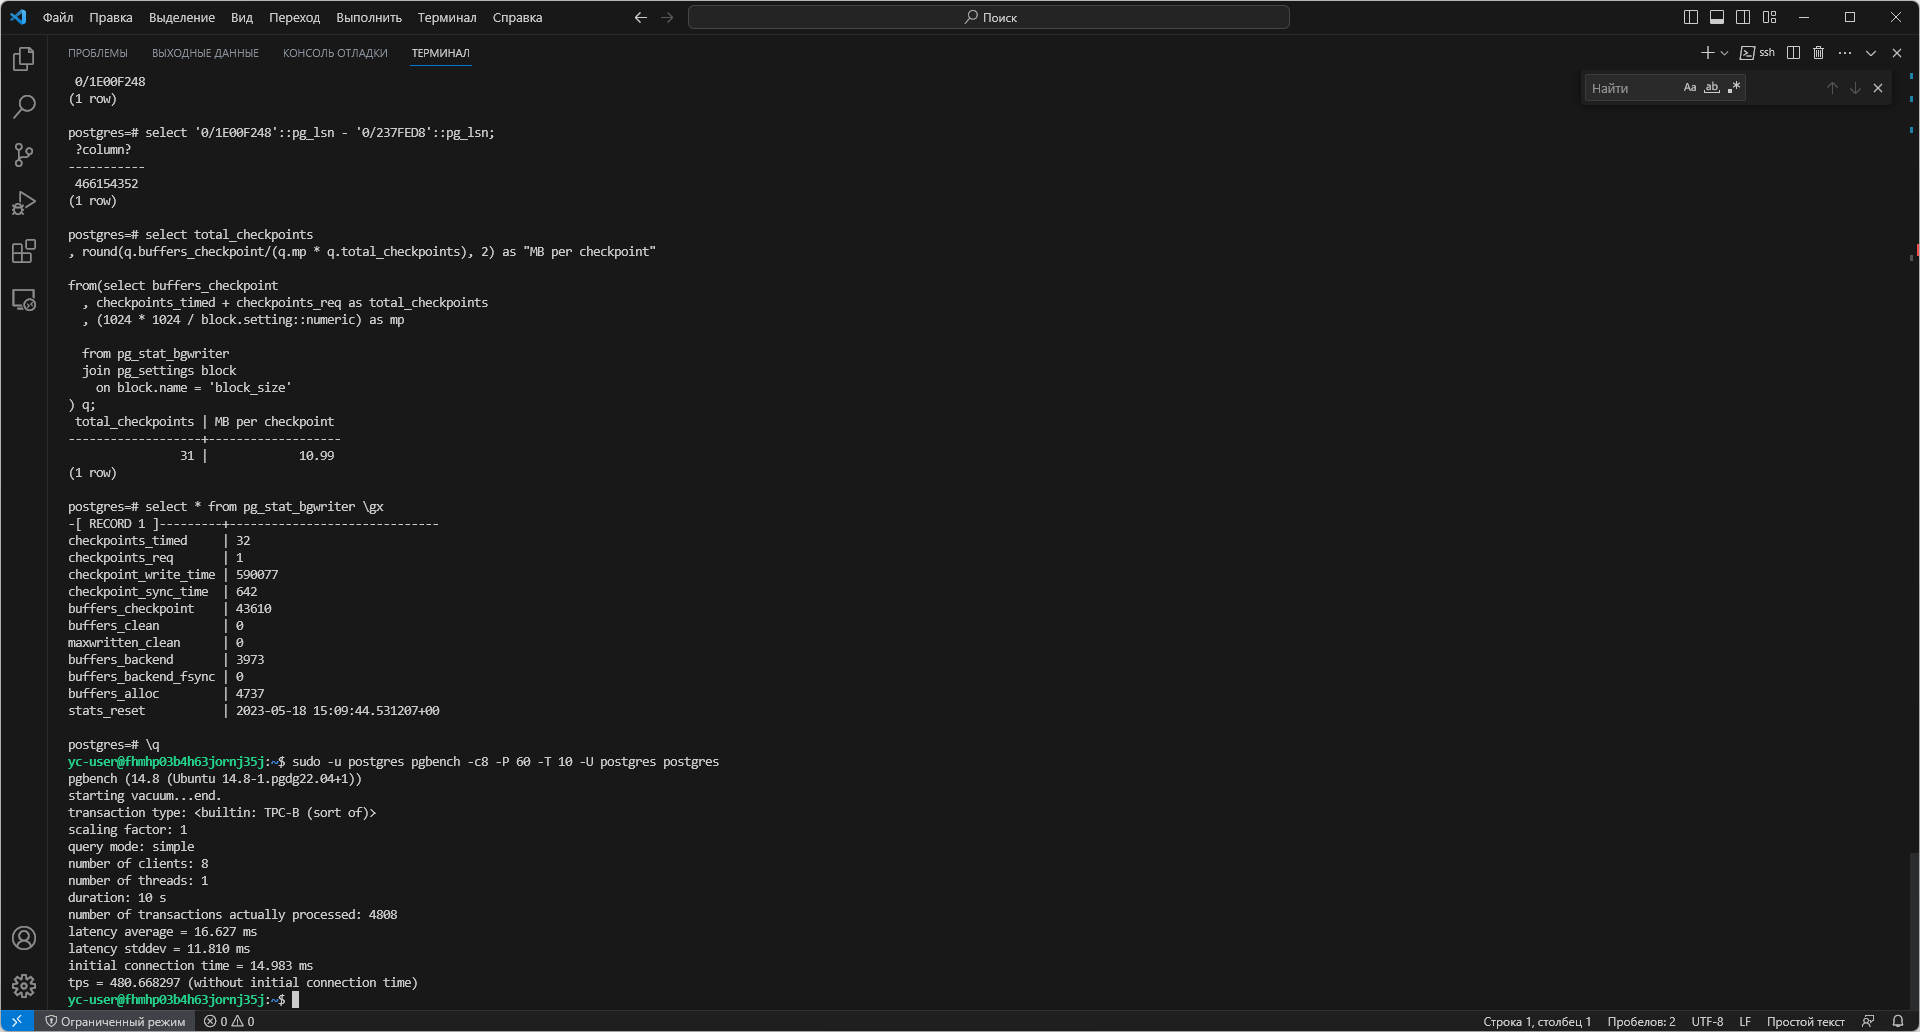 Файл Правка Выделение Вид Переход Выполнить Терминал Справка
Поиск
ПРОБЛЕМЫ ВЫХОДНЫЕ ДАННЫЕ КОНСОЛЬ ОТЛАДКИ ТЕРМИНАЛ
ssh
Найти Aa ab .*
0/1E00F248
(1 row)
postgres=# select '0/1E00F248'::pg_lsn - '0/237FED8'::pg_lsn;
?column?
-----------
466154352
(1 row)
postgres=# select total_checkpoints
, round(q.buffers_checkpoint/(q.mp * q.total_checkpoints), 2) as "MB per checkpoint"
from(select buffers_checkpoint
, checkpoints_timed + checkpoints_req as total_checkpoints
, (1024 * 1024 / block.setting::numeric) as mp
from pg_stat_bgwriter
join pg_settings block
on block.name = 'block_size'
) q;
total_checkpoints | MB per checkpoint
-------------------+-------------------
31 | 10.99
(1 row)
postgres=# select * from pg_stat_bgwriter \gx
-[ RECORD 1 ]---------+------------------------------
checkpoints_timed | 32
checkpoints_req | 1
checkpoint_write_time | 590077
checkpoint_sync_time | 642
buffers_checkpoint | 43610
buffers_clean | 0
maxwritten_clean | 0
buffers_backend | 3973
buffers_backend_fsync | 0
buffers_alloc | 4737
stats_reset | 2023-05-18 15:09:44.531207+00
postgres=# \q
yc-user@fhmhp03b4h63jornj35j:~$ sudo -u postgres pgbench -c8 -P 60 -T 10 -U postgres postgres
pgbench (14.8 (Ubuntu 14.8-1.pgdg22.04+1))
starting vacuum...end.
transaction type: <builtin: TPC-B (sort of)>
scaling factor: 1
query mode: simple
number of clients: 8
number of threads: 1
duration: 10 s
number of transactions actually processed: 4808
latency average = 16.627 ms
latency stddev = 11.810 ms
initial connection time = 14.983 ms
tps = 480.668297 (without initial connection time)
yc-user@fhmhp03b4h63jornj35j:~$
Ограниченный режим 0 0 Строка 1, столбец 1 Пробелов: 2 UTF-8 LF Простой текст